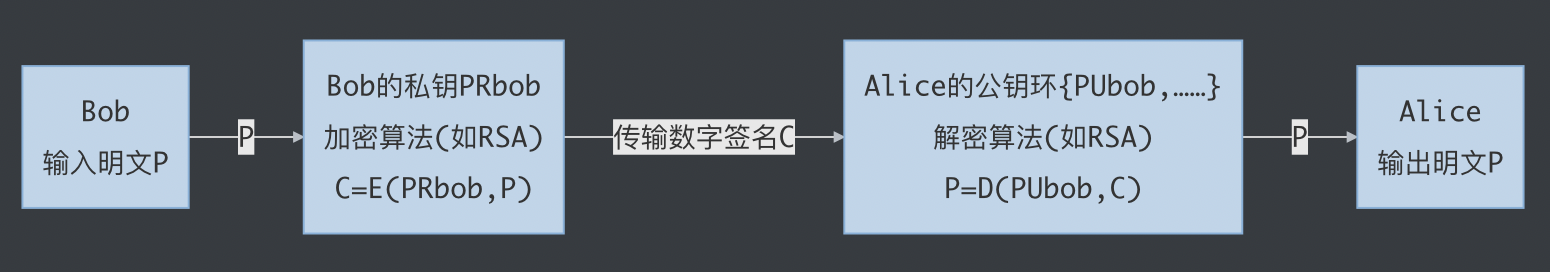 Bob
输入明文P
P
Bob的私钥PRbob
加密算法(如RSA)
C=E(PRbob,P)
传输数字签名C
Alice的公钥环{PUbob,……}
解密算法(如RSA)
P=D(PUbob,C)
P
Alice
输出明文P